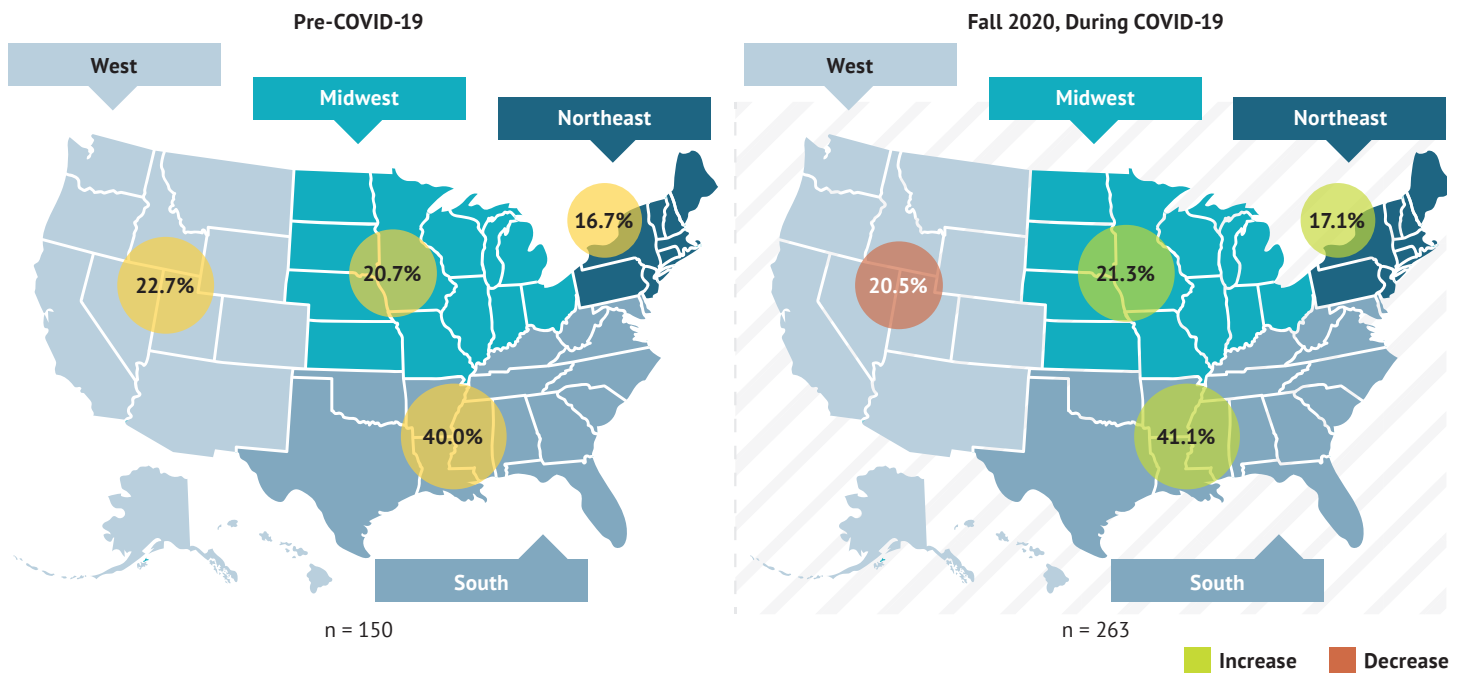 Pre-COVID-19
West
Midwest
Northeast
16.7%
22.7%
20.7%
40.0%
South
n = 150
Fall 2020, During COVID-19
West
Midwest
Northeast
17.1%
20.5%
21.3%
41.1%
South
n = 263
Increase
Decrease